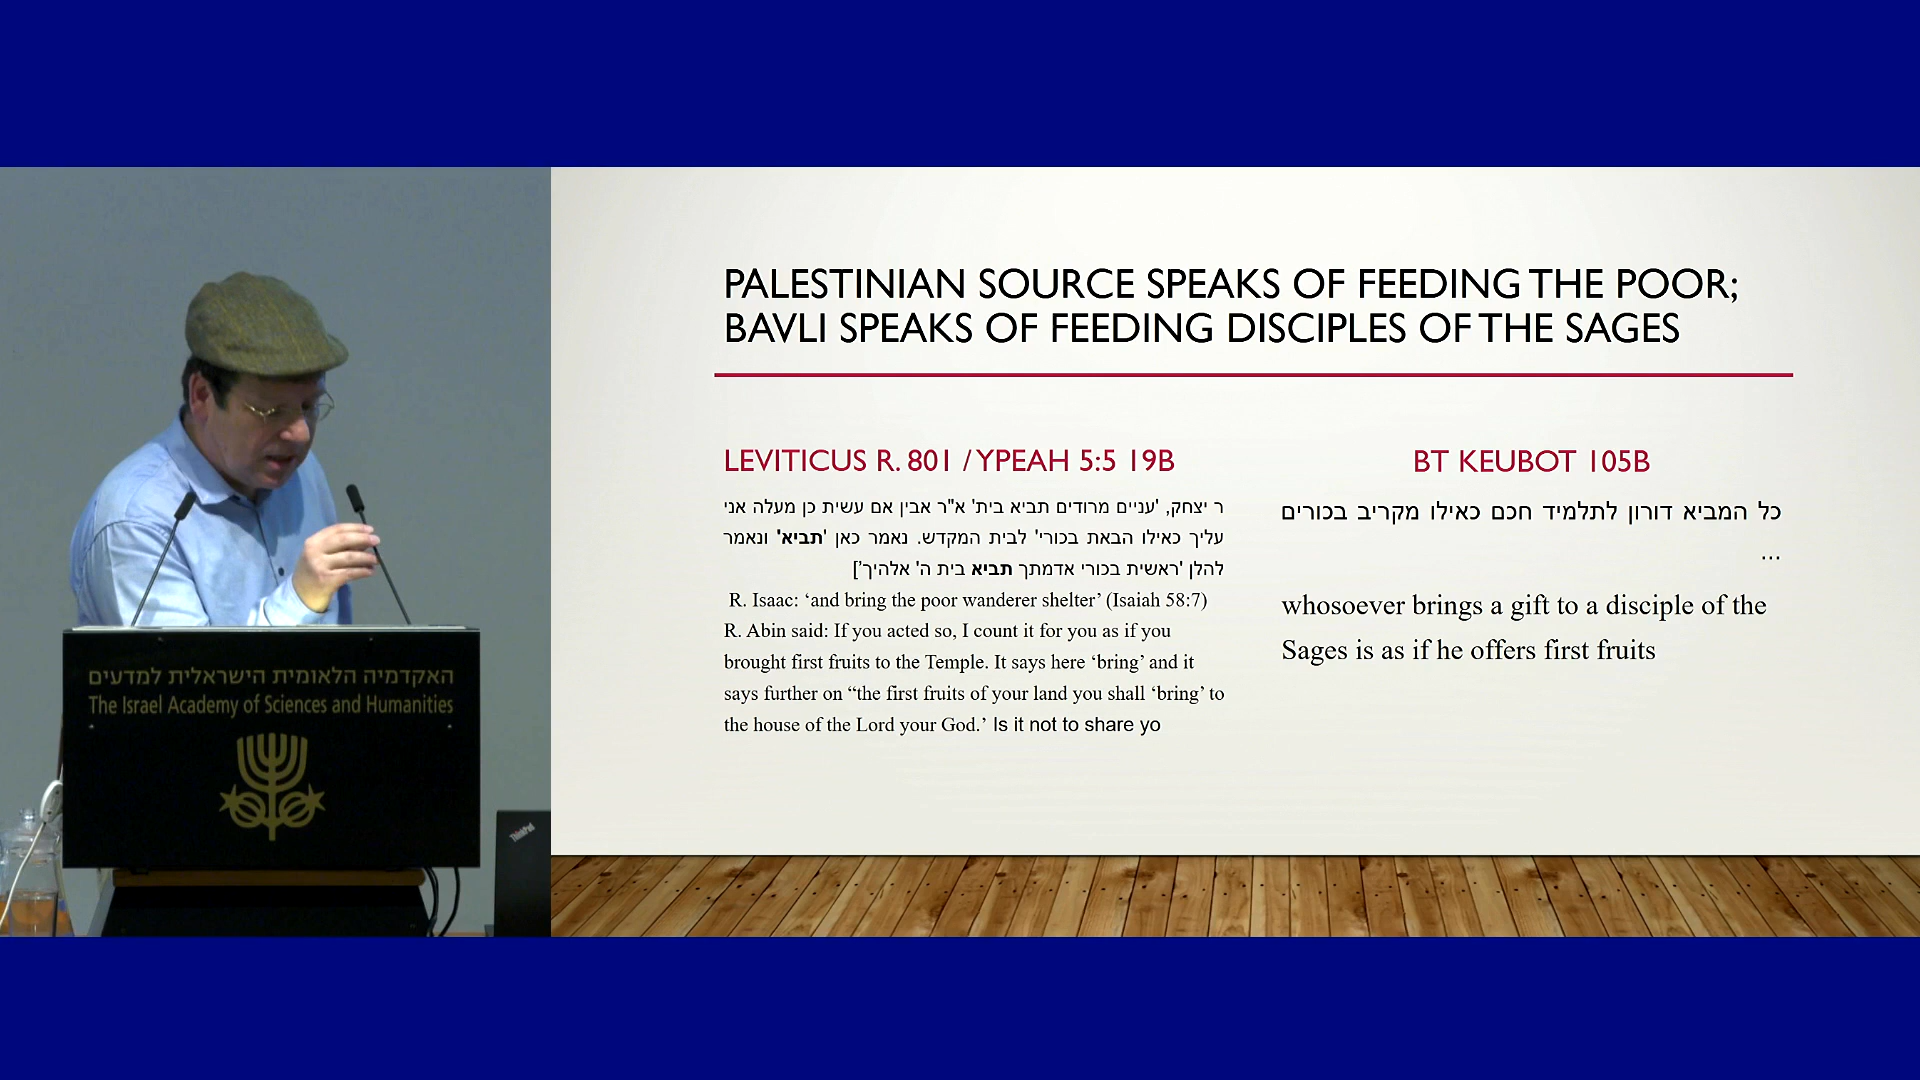 PALESTINIAN SOURCE SPEAKS OF FEEDING THE POOR;
BAVLI SPEAKS OF FEEDING DISCIPLES OF THE SAGES
LEVITICUS R. 801 / YPEAH 5:5 19B
ר יצחק, 'עניים מרודים תביא בית' א"ר אבין אם עשית כן מעלה אני
עליך כאילו הבאת בכורי' לבית המקדש. נאמר כאן 'תביא' ונאמר
להלן 'ראשית בכורי אדמתך תביא בית ה' אלהיך']
R. Isaac: ‘and bring the poor wanderer shelter’ (Isaiah 58:7)
R. Abin said: If you acted so, I count it for you as if you
brought first fruits to the Temple. It says here ‘bring’ and it
says further on “the first fruits of your land you shall ‘bring’ to
the house of the Lord your God.’ Is it not to share yo
BT KEUBOT 105B
כל המביא דורון לתלמיד חכם כאילו מקריב בכורים
...
whosoever brings a gift to a disciple of the
Sages is as if he offers first fruits
האקדמיה הלאומית הישראלית למדעים
The Israel Academy of Sciences and Humanities
ThinkPad